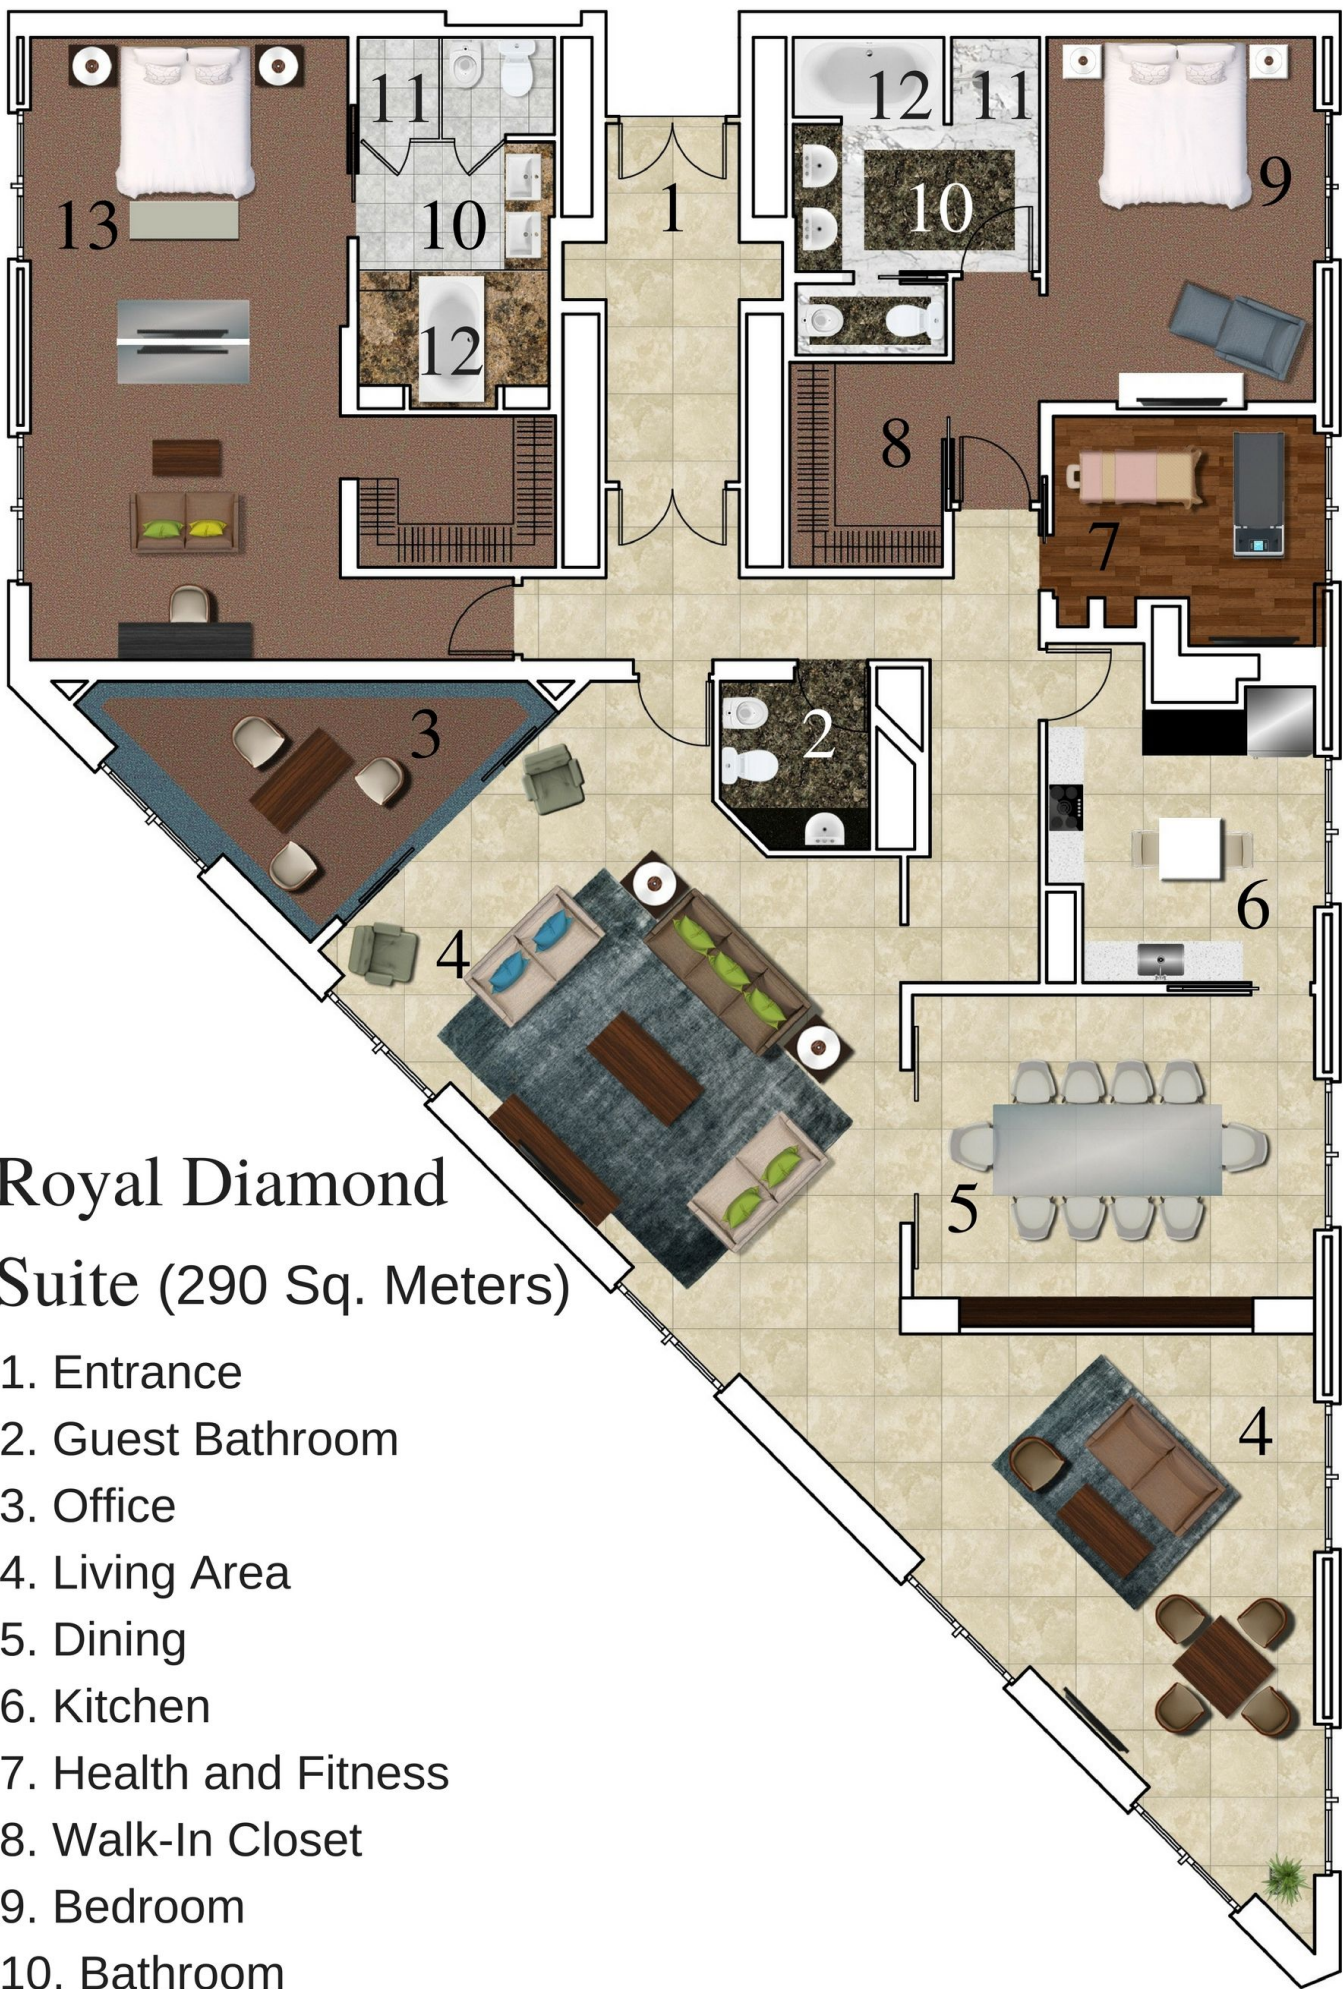 11
12
11
13
10
1
10
9
12
8
7
3
2
4
6
5
4
Royal Diamond
Suite (290 Sq. Meters)
1. Entrance
2. Guest Bathroom
3. Office
4. Living Area
5. Dining
6. Kitchen
7. Health and Fitness
8. Walk-In Closet
9. Bedroom
10. Bathroom